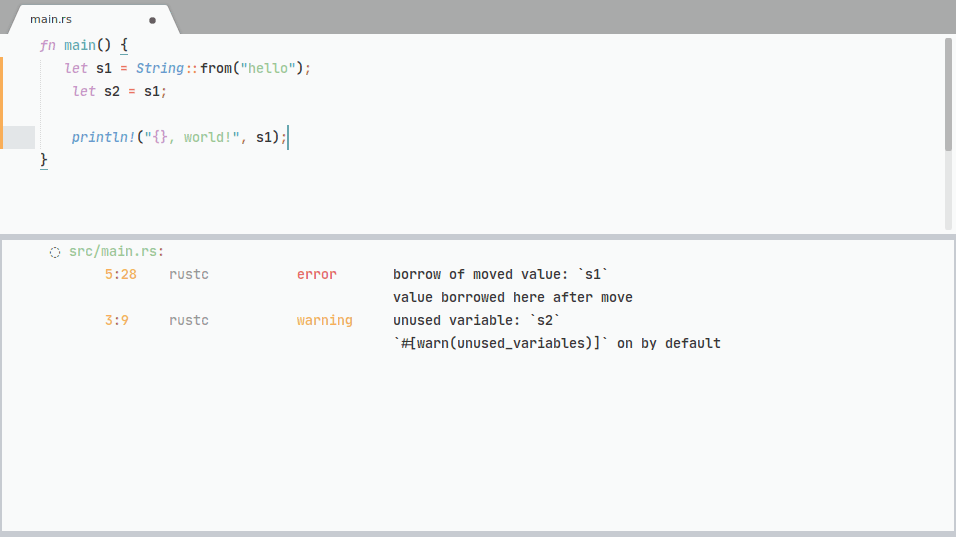 main.rs
fn main() {
let s1 = String::from("hello");
let s2 = s1;
println!("{}, world!", s1);
}
src/main.rs:
5:28 rustc error borrow of moved value: `s1`
value borrowed here after move
3:9 rustc warning unused variable: `s2`
`#[warn(unused_variables)]` on by default